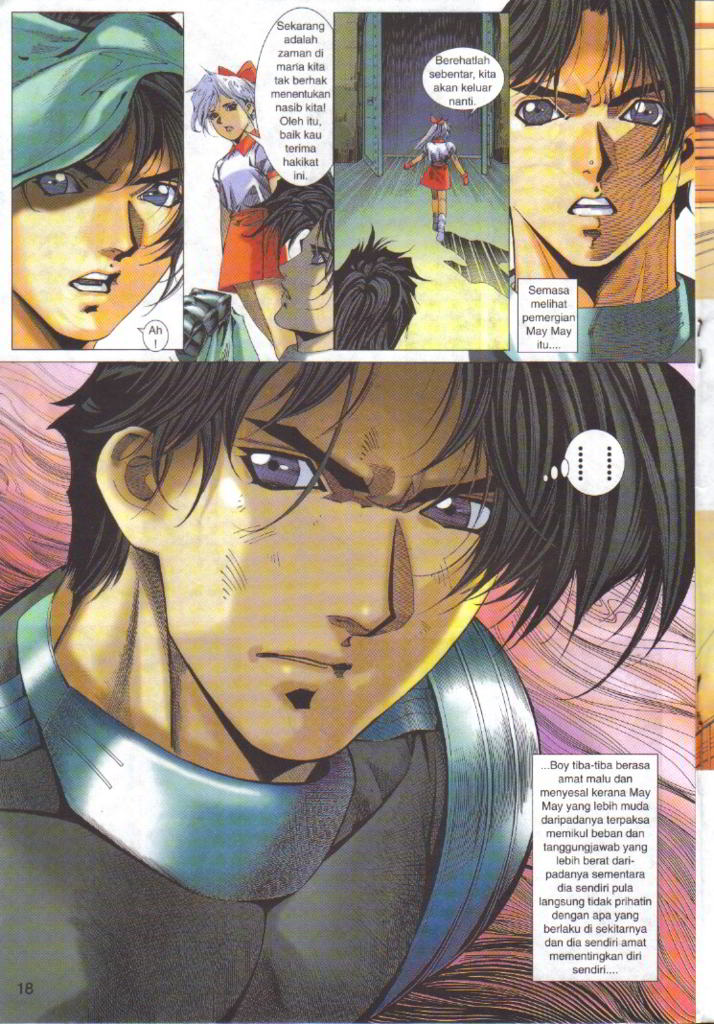 Ah
!
Sekarang
adalah
zaman di
mana kita
tak berhak
menentukan
nasib kita!
Oleh itu,
baik kau
terima
hakikat
ini.
Berehatlah
sebentar, kita
akan keluar
nanti.
Semasa
melihat
pemergian
May May
itu....
...Boy tiba-tiba berasa
amat malu dan
menyesal kerana May
May yang lebih muda
daripadanya terpaksa
memikul beban dan
tanggungjawab yang
lebih berat dari-
padanya sementara
dia sendiri pula
langsung tidak prihatin
dengan apa yang
berlaku di sekitarnya
dan dia sendiri amat
mementingkan diri
sendiri....
18